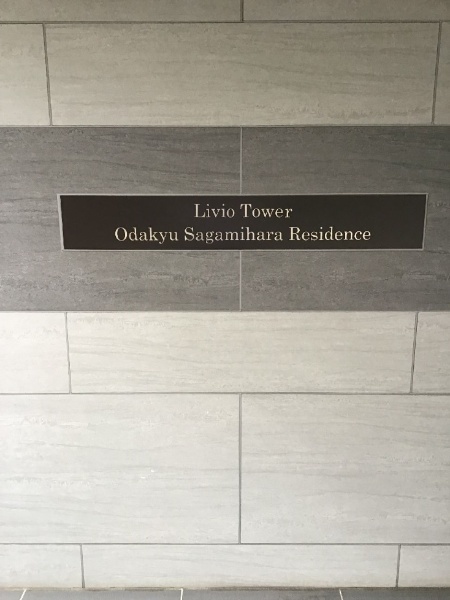 Livio Tower
Odakyu Sagamihara Residence